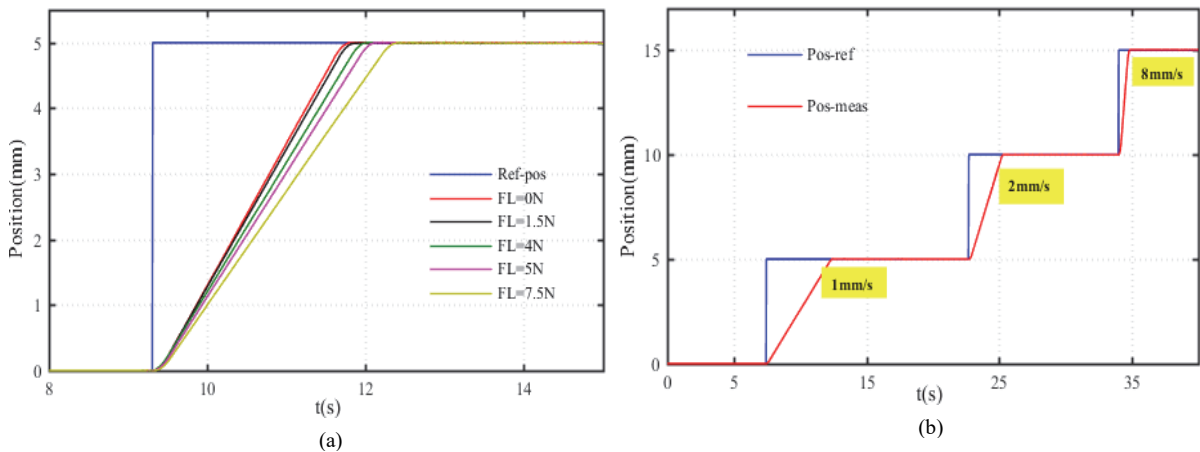 5
4
3
2
1
0
Position(mm)
Ref-pos
FL=0N
FL=1.5N
FL=4N
FL=5N
FL=7.5N
8
10
12
14
t(s)
(a)
15
10
5
0
Position(mm)
Pos-ref
Pos-meas
8mm/s
2mm/s
1mm/s
0
5
15
25
35
t(s)
(b)